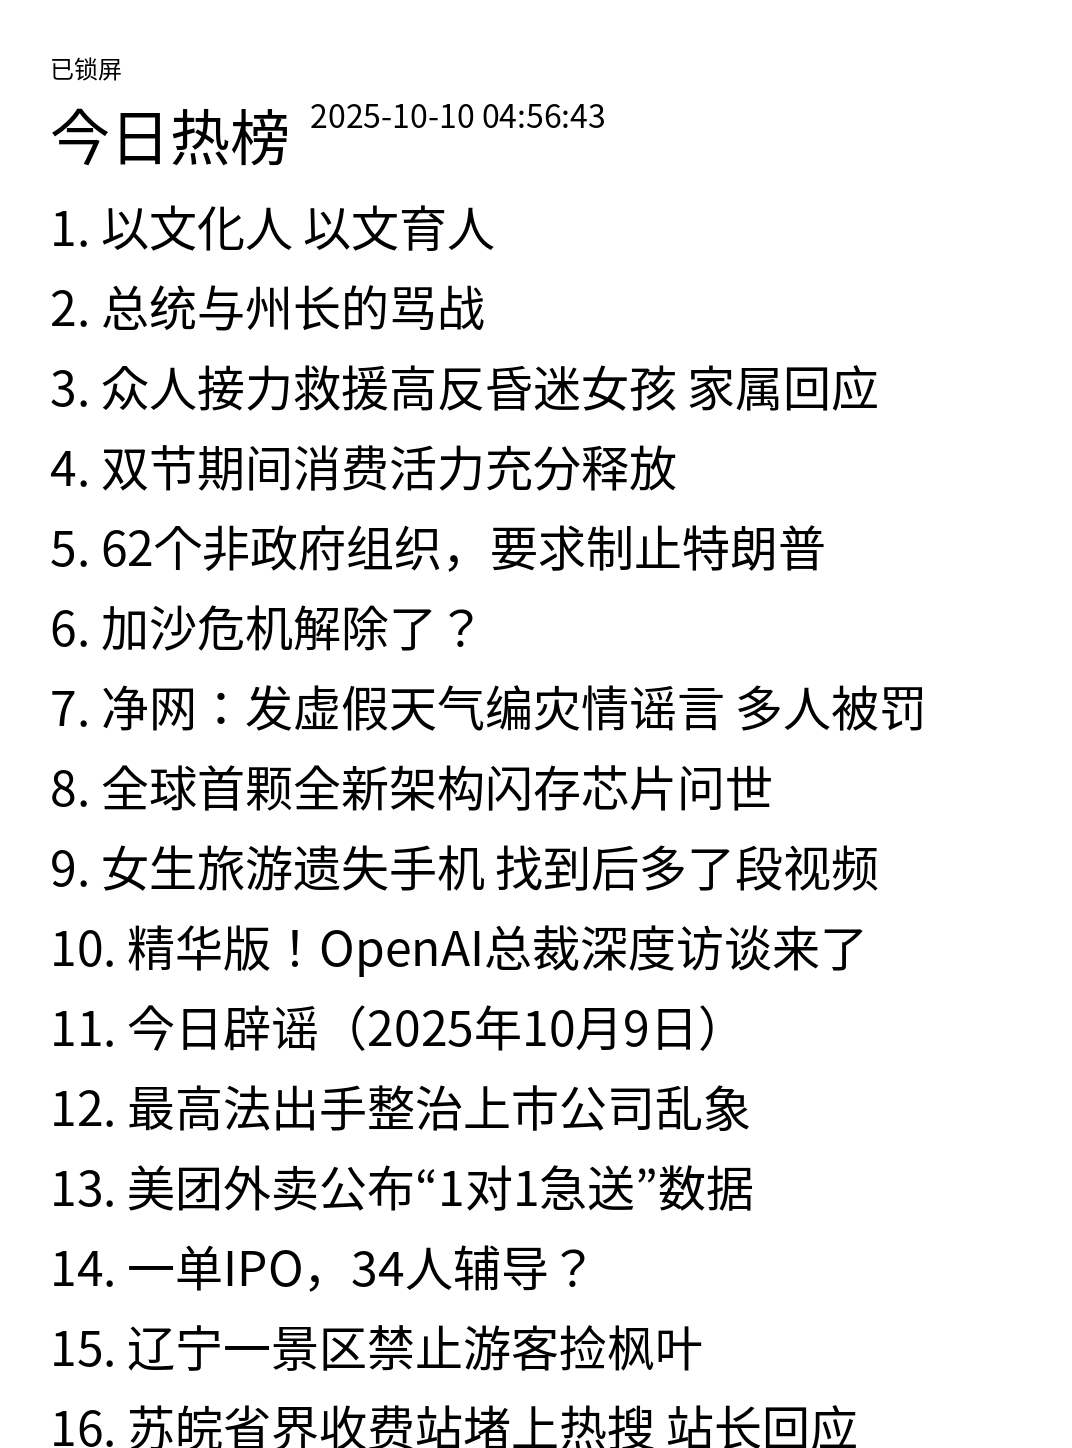 已锁屏
今日热榜 2025-10-10 04:56:43
1. 以文化人 以文育人
2. 总统与州长的骂战
3. 众人接力救援高反昏迷女孩 家属回应
4. 双节期间消费活力充分释放
5. 62个非政府组织，要求制止特朗普
6. 加沙危机解除了？
7. 净网：发虚假天气编灾情谣言 多人被罚
8. 全球首颗全新架构闪存芯片问世
9. 女生旅游遗失手机 找到后多了段视频
10. 精华版！OpenAI总裁深度访谈来了
11. 今日辟谣（2025年10月9日）
12. 最高法出手整治上市公司乱象
13. 美团外卖公布“1对1急送”数据
14. 一单IPO，34人辅导？
15. 辽宁一景区禁止游客捡枫叶
16. 苏皖省界收费站堵上热搜 站长回应